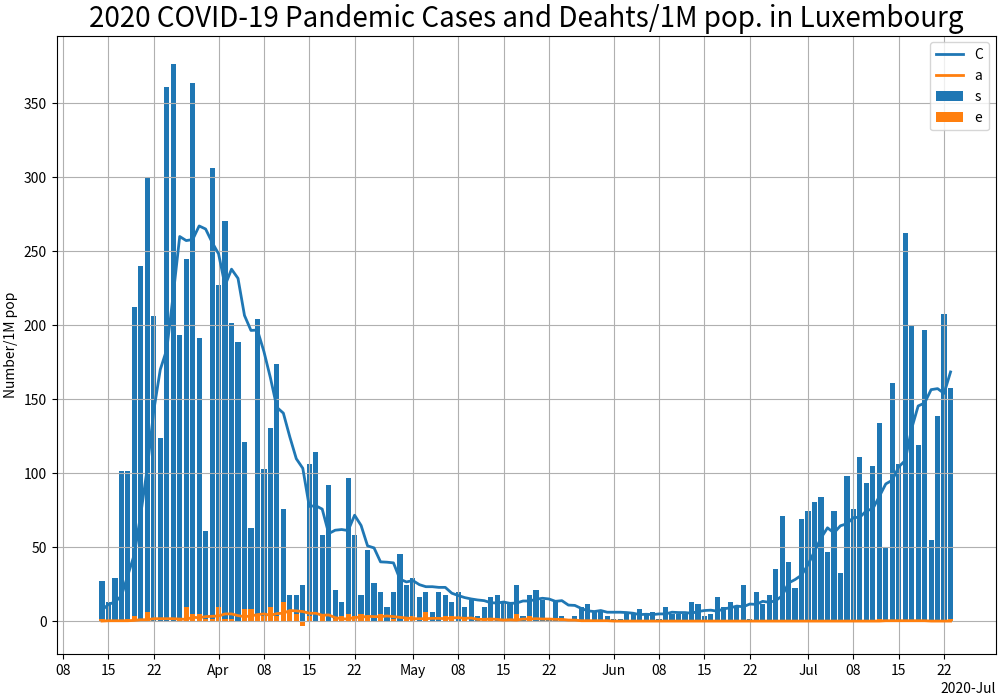 2020 COVID-19 Pandemic Cases and Deahts/1M pop. in Luxembourg
C
a
s
e
Number/1M pop
350
300
250
200
150
100
50
0
08 15 22 Apr 08 15 22 May 08 15 22 Jun 08 15 22 Jul 08 15 22
2020-Jul